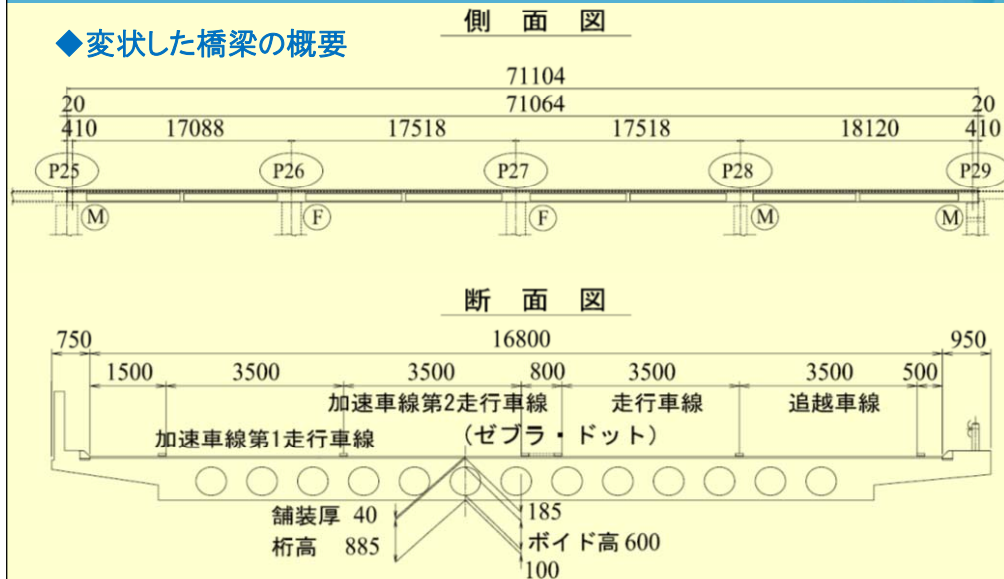 側 面 図
◆変状した橋梁の概要
71104
20 71064 20
410 17088 17518 17518 18120 410
P25 P26 P27 P28 P29
M F F M M
断 面 図
750 16800 950
1500 3500 3500 800 3500 3500 500
加速車線第2走行車線 走行車線 追越車線
加速車線第1走行車線 (ゼブラ・ドット)
舗装厚 40 185
桁高 885 ボイド高 600
100